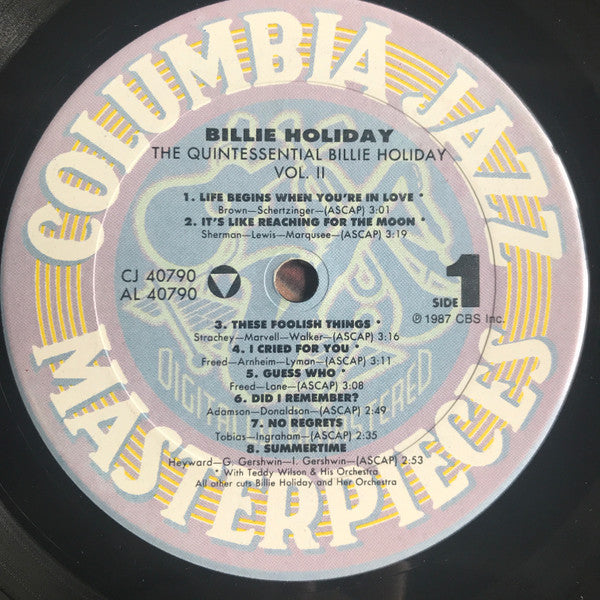 COLUMBIA JAZZ
BILLIE HOLIDAY
THE QUINTESSENTIAL BILLIE HOLIDAY
VOL. II
1. LIFE BEGINS WHEN YOU'RE IN LOVE *
Brown—Schertzinger—(ASCAP) 3:01
2. IT'S LIKE REACHING FOR THE MOON *
Sherman—Lewis—Marqusee—(ASCAP) 3:19
CJ 40790
AL 40790
SIDE 1
℗ 1987 CBS Inc.
3. THESE FOOLISH THINGS *
Strachey—Marvell—Walker—(ASCAP) 3:16
4. I CRIED FOR YOU *
Freed—Arnheim—Lyman—(ASCAP) 3:11
5. GUESS WHO *
Freed—Lane—(ASCAP) 3:08
6. DID I REMEMBER?
Adamson—Donaldson—(ASCAP) 2:49
7. NO REGRETS
Tobias—Ingraham—(ASCAP) 2:35
8. SUMMERTIME
Heyward—G. Gershwin—I. Gershwin—(ASCAP) 2:53
* With Teddy Wilson & His Orchestra
All other cuts Billie Holiday and Her Orchestra
DIGITALLY REMASTERED
MASTERPIECES